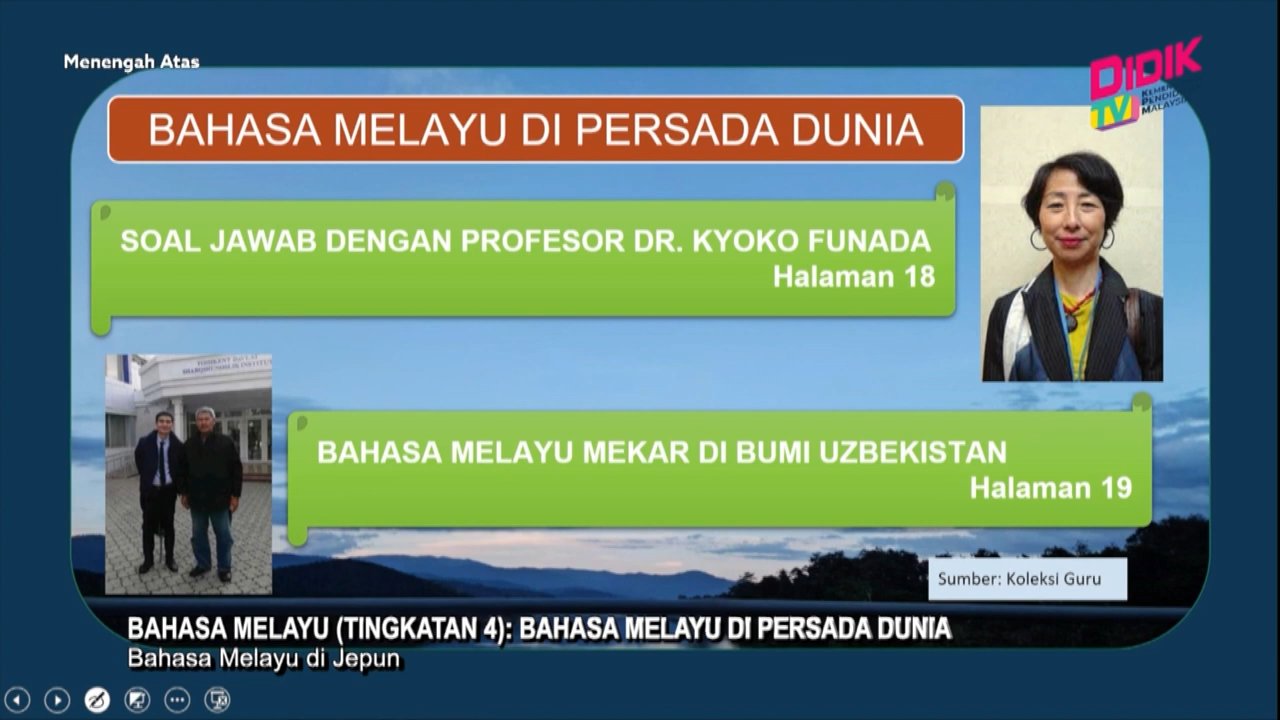 Menengah Atas
DIDIK
TV
BAHASA MELAYU DI PERSADA DUNIA
SOAL JAWAB DENGAN PROFESOR DR. KYOKO FUNADA
Halaman 18
BAHASA MELAYU MEKAR DI BUMI UZBEKISTAN
Halaman 19
Sumber: Koleksi Guru
BAHASA MELAYU (TINGKATAN 4): BAHASA MELAYU DI PERSADA DUNIA
Bahasa Melayu di Jepun